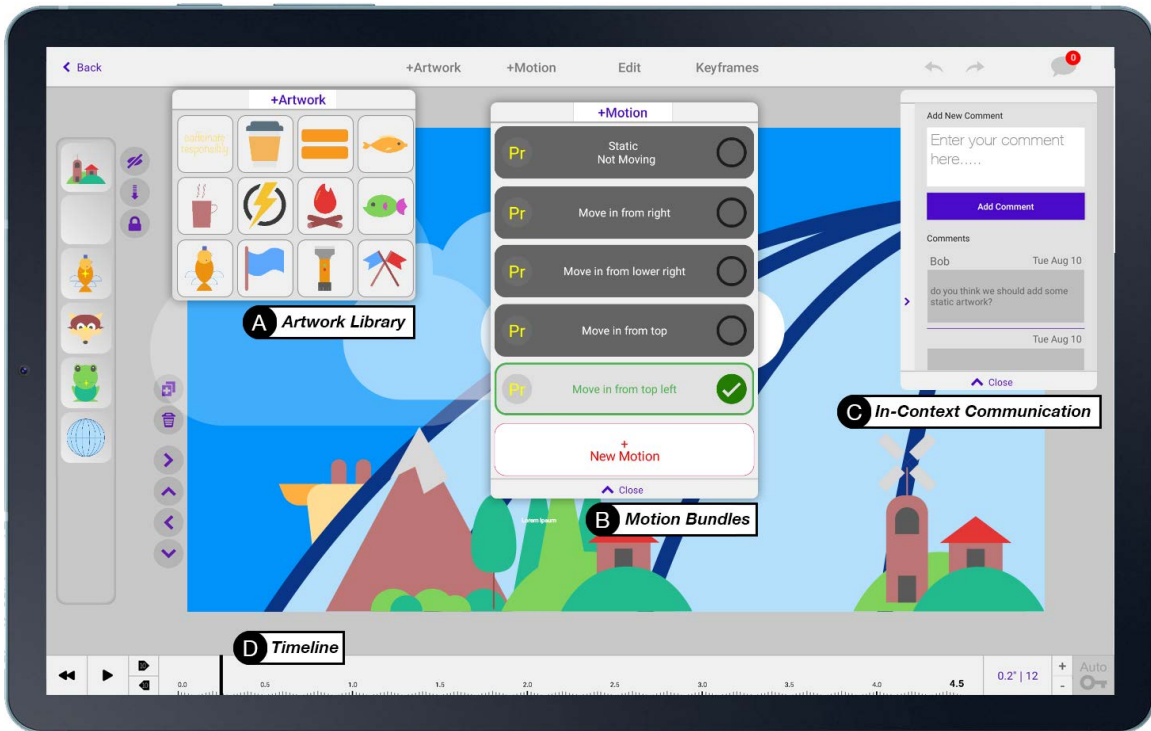 Back
+Artwork
+Motion
Edit
Keyframes
0
+Artwork
A Artwork Library
+Motion
Pr
Static
Not Moving
Pr
Move in from right
Pr
Move in from lower right
Pr
Move in from top
Pr
Move in from top left
+
New Motion
Close
B Motion Bundles
Add New Comment
Enter your comment
here.....
Add Comment
Comments
Bob Tue Aug 10
do you think we should add some
static artwork?
Tue Aug 10
Close
C In-Context Communication
Lorem Ipsum
D Timeline
0.0 0.5 1.0 1.5 2.0 2.5 3.0 3.5 4.0 4.5
0.2" | 12
+
-
Auto